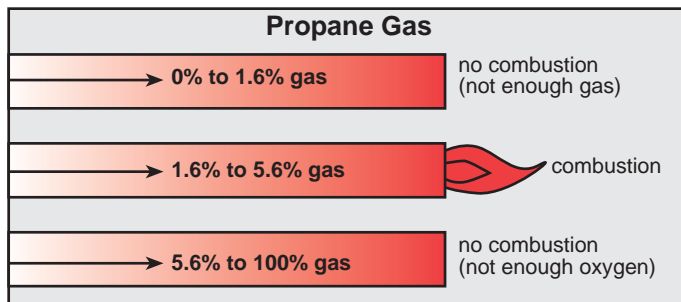 Propane Gas
0% to 1.6% gas
no combustion
(not enough gas)
1.6% to 5.6% gas
combustion
5.6% to 100% gas
no combustion
(not enough oxygen)